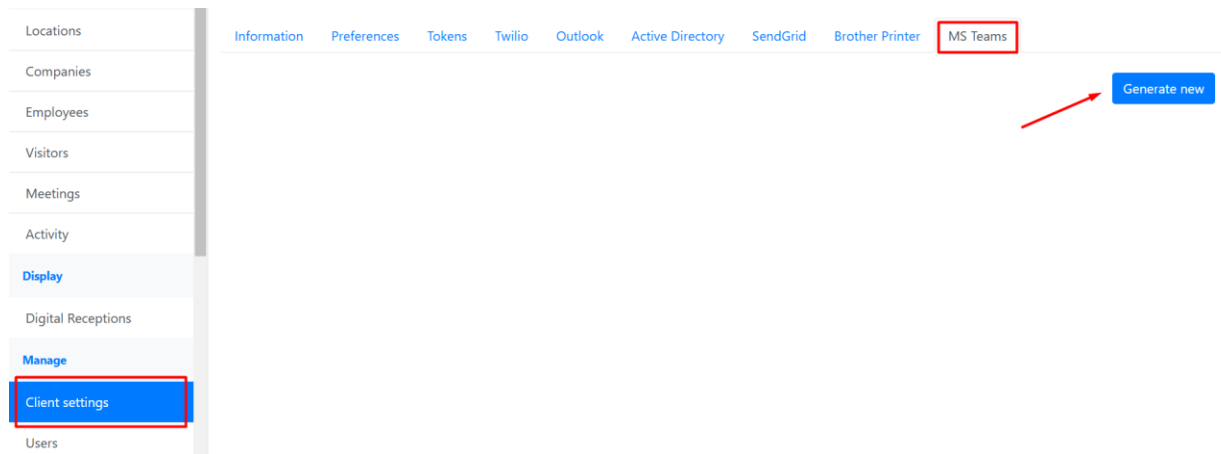 Locations
Companies
Employees
Visitors
Meetings
Activity
Display
Digital Receptions
Manage
Client settings
Users
Information Preferences Tokens Twilio Outlook Active Directory SendGrid Brother Printer MS Teams
Generate new